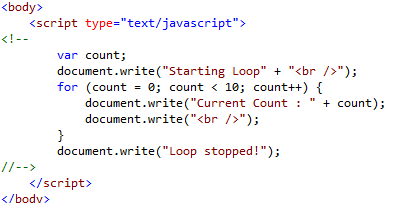 <body>
<script type="text/javascript">
<!--
var count;
document.write("Starting Loop" + "<br />");
for (count = 0; count < 10; count++) {
document.write("Current Count : " + count);
document.write("<br />");
}
document.write("Loop stopped!");
//-->
</script>
</body>